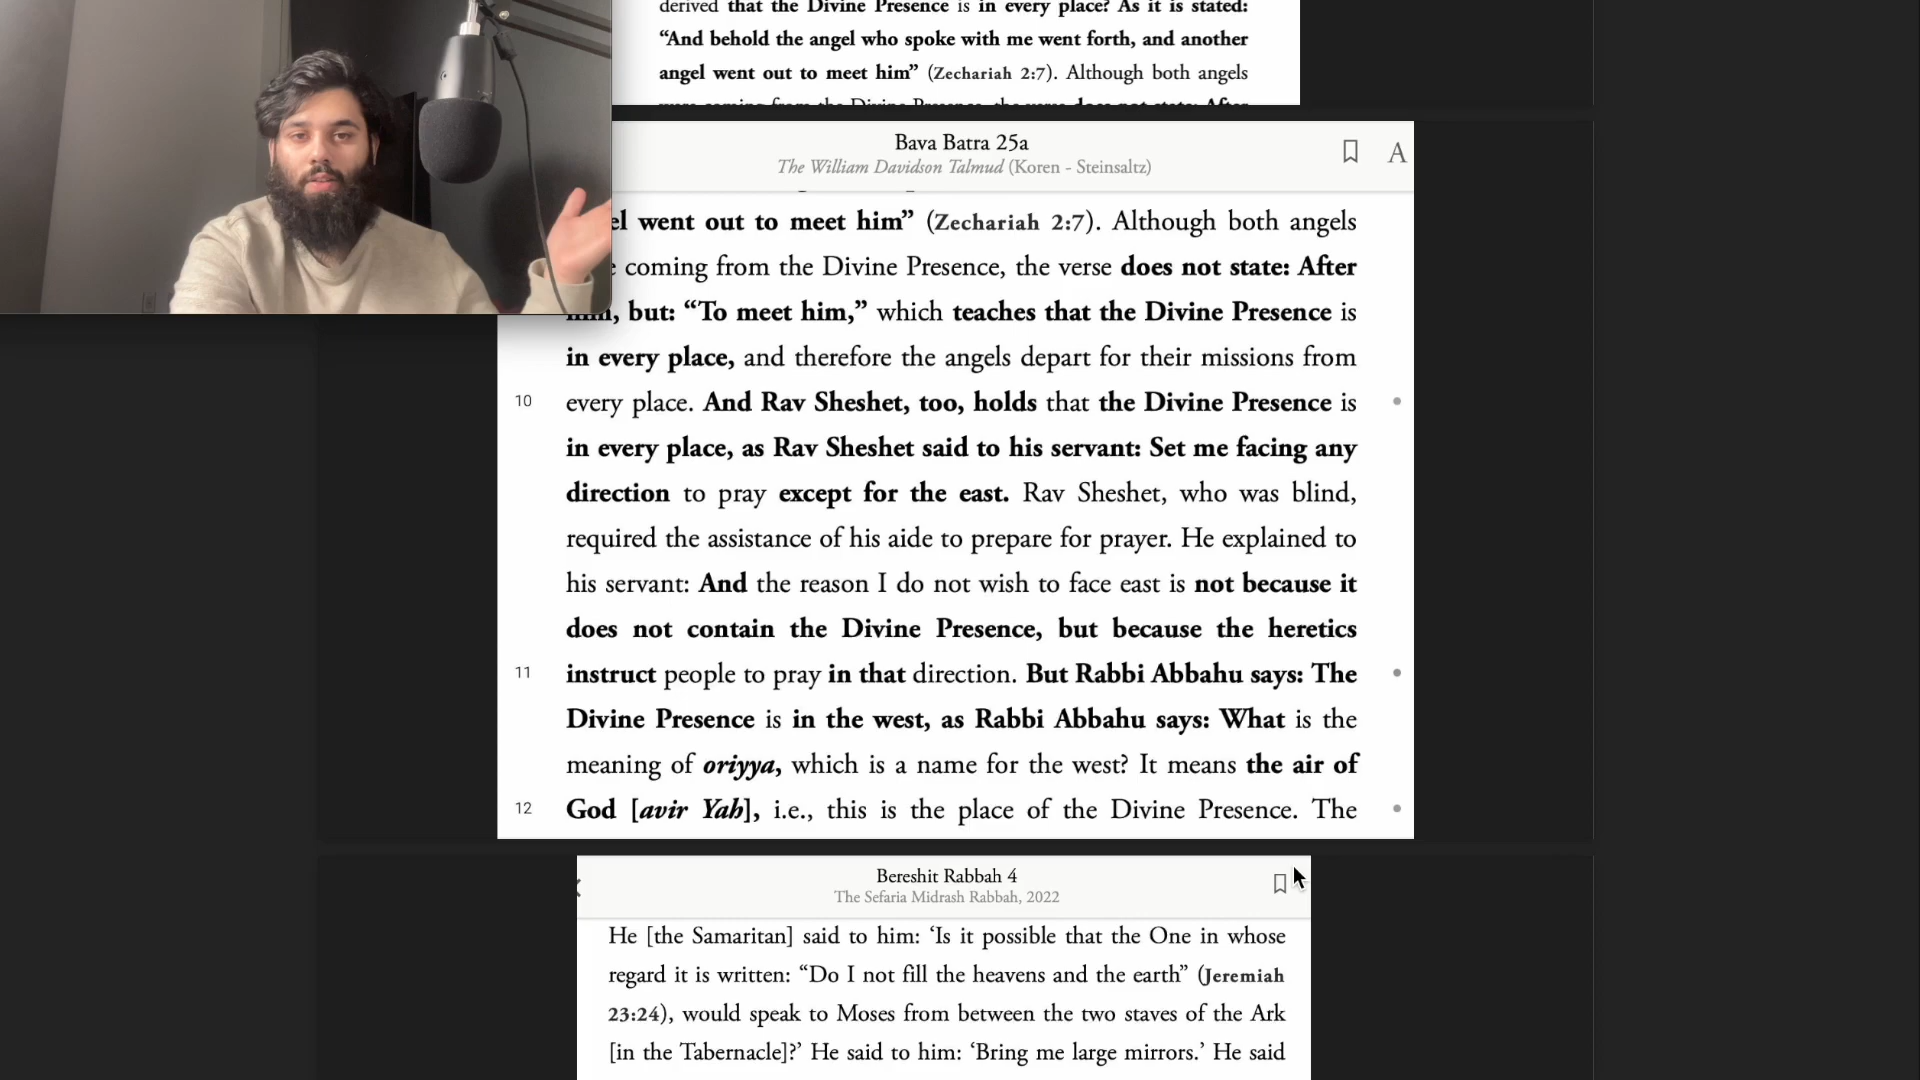 derived that the Divine Presence is in every place? As it is stated:
“And behold the angel who spoke with me went forth, and another
angel went out to meet him” (Zechariah 2:7). Although both angels
were coming from the Divine Presence, the verse does not state: After
Bava Batra 25a
The William Davidson Talmud (Koren - Steinsaltz)
A
el went out to meet him” (Zechariah 2:7). Although both angels
coming from the Divine Presence, the verse does not state: After
him, but: “To meet him,” which teaches that the Divine Presence is
in every place, and therefore the angels depart for their missions from
10 every place. And Rav Sheshet, too, holds that the Divine Presence is
in every place, as Rav Sheshet said to his servant: Set me facing any
direction to pray except for the east. Rav Sheshet, who was blind,
required the assistance of his aide to prepare for prayer. He explained to
his servant: And the reason I do not wish to face east is not because it
does not contain the Divine Presence, but because the heretics
11 instruct people to pray in that direction. But Rabbi Abbahu says: The
Divine Presence is in the west, as Rabbi Abbahu says: What is the
meaning of oriyya, which is a name for the west? It means the air of
12 God [avir Yah], i.e., this is the place of the Divine Presence. The
Bereshit Rabbah 4
The Sefaria Midrash Rabbah, 2022
He [the Samaritan] said to him: ‘Is it possible that the One in whose
regard it is written: “Do I not fill the heavens and the earth” (Jeremiah
23:24), would speak to Moses from between the two staves of the Ark
[in the Tabernacle]?’ He said to him: ‘Bring me large mirrors.’ He said